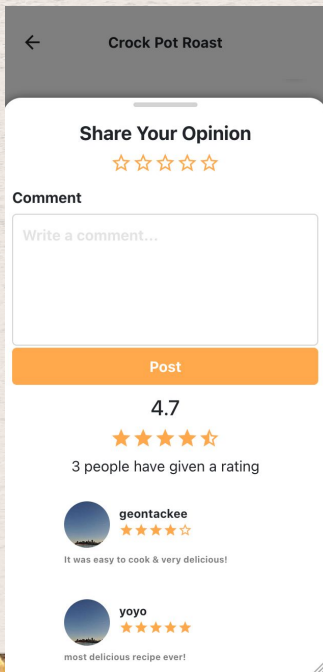 Crock Pot Roast
Share Your Opinion
Comment
Write a comment...
Post
4.7
3 people have given a rating
geontackee
It was easy to cook & very delicious!
yoyo
most delicious recipe ever!